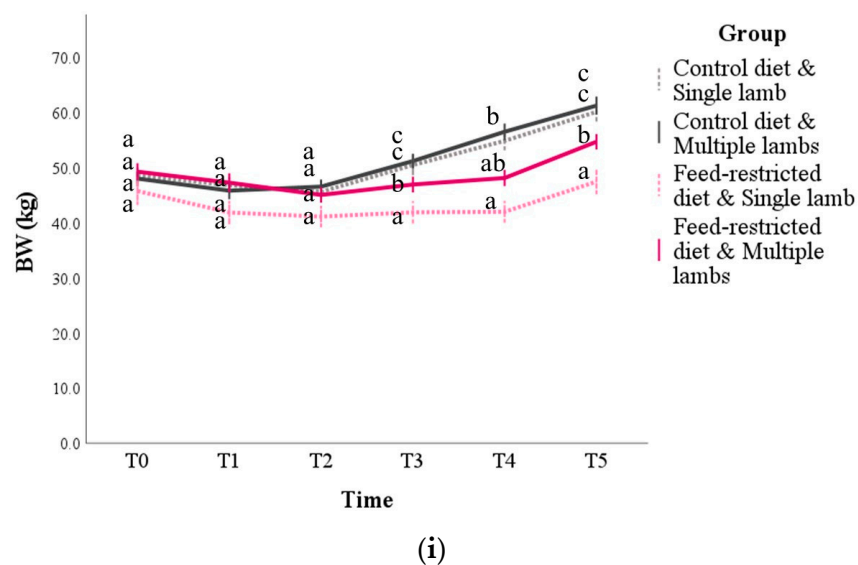 Group
Control diet &
Single lamb
Control diet &
Multiple lambs
Feed-restricted
diet & Single lamb
Feed-restricted
diet & Multiple
lambs
BW (kg)
70.0
60.0
50.0
40.0
30.0
20.0
10.0
0.0
a
a
a
a
a
a
a
a
a
a
a
c
c
b
a
b
ab
a
c
c
b
a
T0 T1 T2 T3 T4 T5
Time
(i)